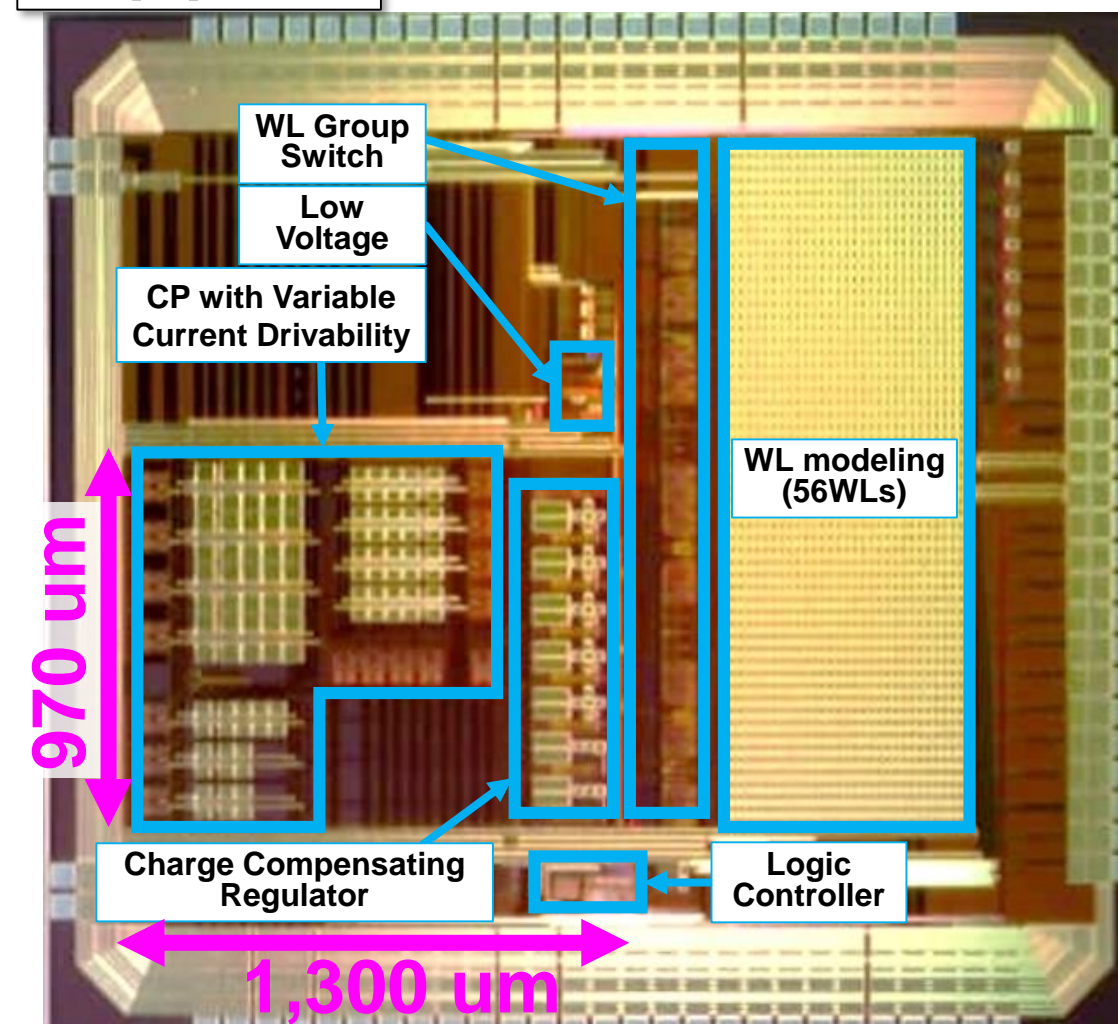 WL Group
Switch
Low
Voltage
CP with Variable
Current Drivability
WL modeling
(56WLs)
970 um
Charge Compensating
Regulator
Logic
Controller
1,300 um